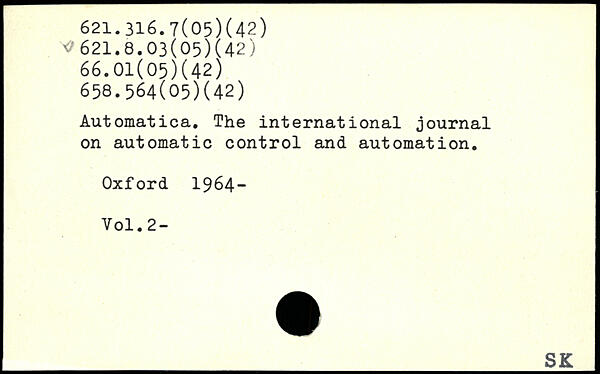 621.316.7(05)(42)
621.8.03(05)(42)
66.01(05)(42)
658.564(05)(42)
Automatica. The international journal
on automatic control and automation.
Oxford 1964-
Vol.2-
SK